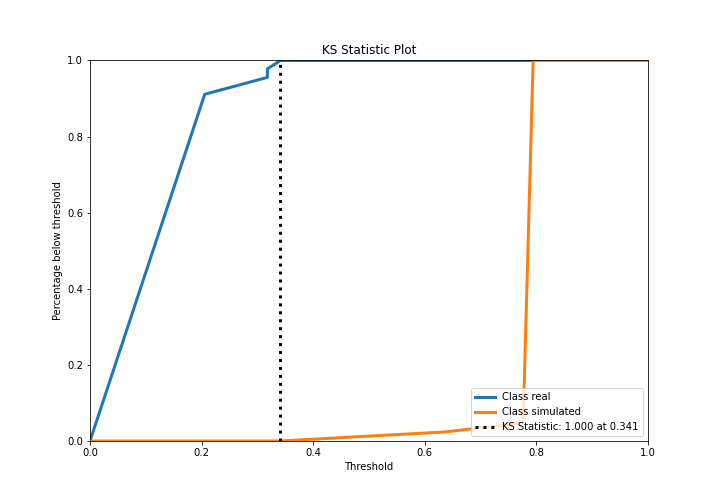 KS Statistic Plot
Percentage below threshold
1.0
0.8
0.6
0.4
0.2
0.0
Class real
Class simulated
KS Statistic: 1.000 at 0.341
0.0 0.2 0.4 0.6 0.8 1.0
Threshold